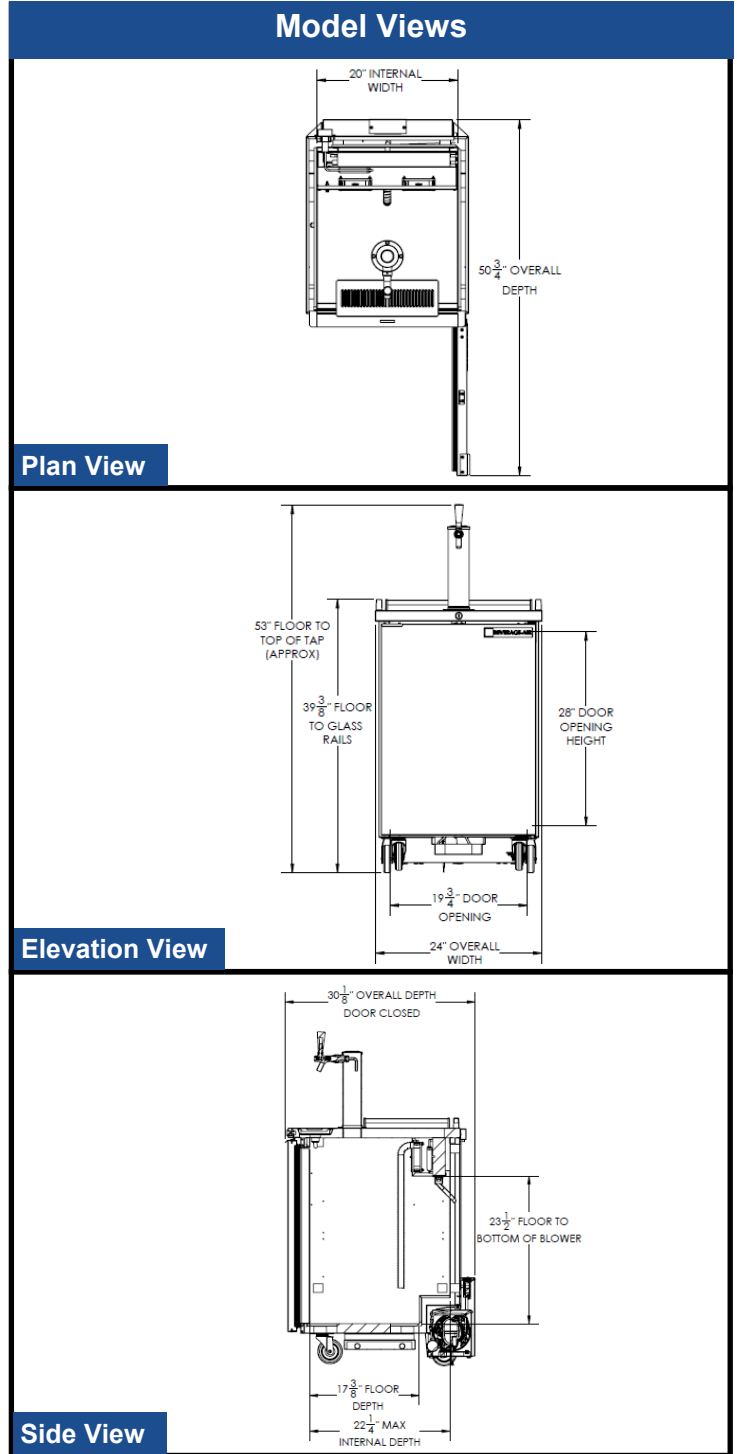 Model Views
20" INTERNAL
WIDTH
50 3/4" OVERALL
DEPTH
Plan View
53" FLOOR TO
TOP OF TAP
(APPROX)
39 3/8" FLOOR
TO GLASS
RAILS
BEVERAGE-AIR
28" DOOR
OPENING
HEIGHT
19 3/4" DOOR
OPENING
24" OVERALL
WIDTH
Elevation View
30 1/8" OVERALL DEPTH
DOOR CLOSED
23 1/2" FLOOR TO
BOTTOM OF BLOWER
17 3/8" FLOOR
DEPTH
22 1/4" MAX
INTERNAL DEPTH
Side View